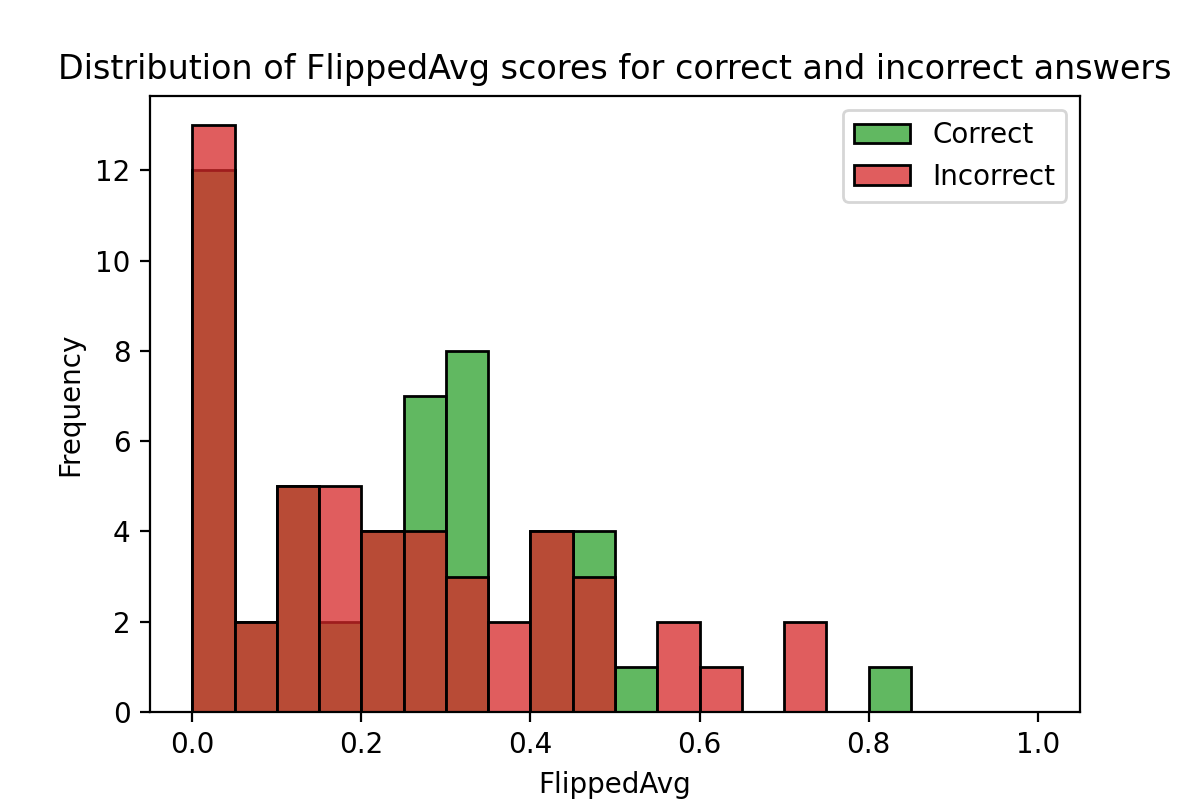 Distribution of FlippedAvg scores for correct and incorrect answers
Correct
Incorrect
12
10
8
6
4
2
0
Frequency
0.0 0.2 0.4 0.6 0.8 1.0
FlippedAvg